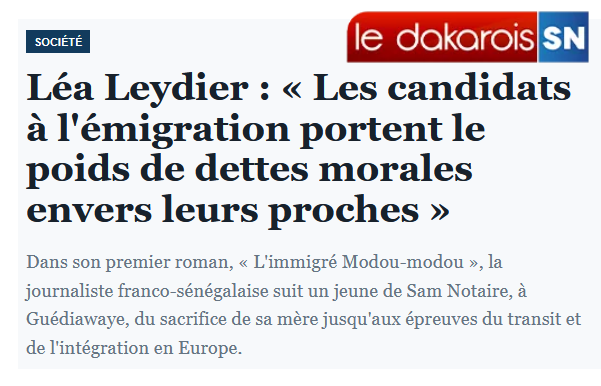 le dakarois SN
SOCIÉTÉ
Léa Leydier : « Les candidats
à l'émigration portent le
poids de dettes morales
envers leurs proches »
Dans son premier roman, « L'immigré Modou-modou », la
journaliste franco-sénégalaise suit un jeune de Sam Notaire, à
Guédiawaye, du sacrifice de sa mère jusqu'aux épreuves du transit et
de l'intégration en Europe.